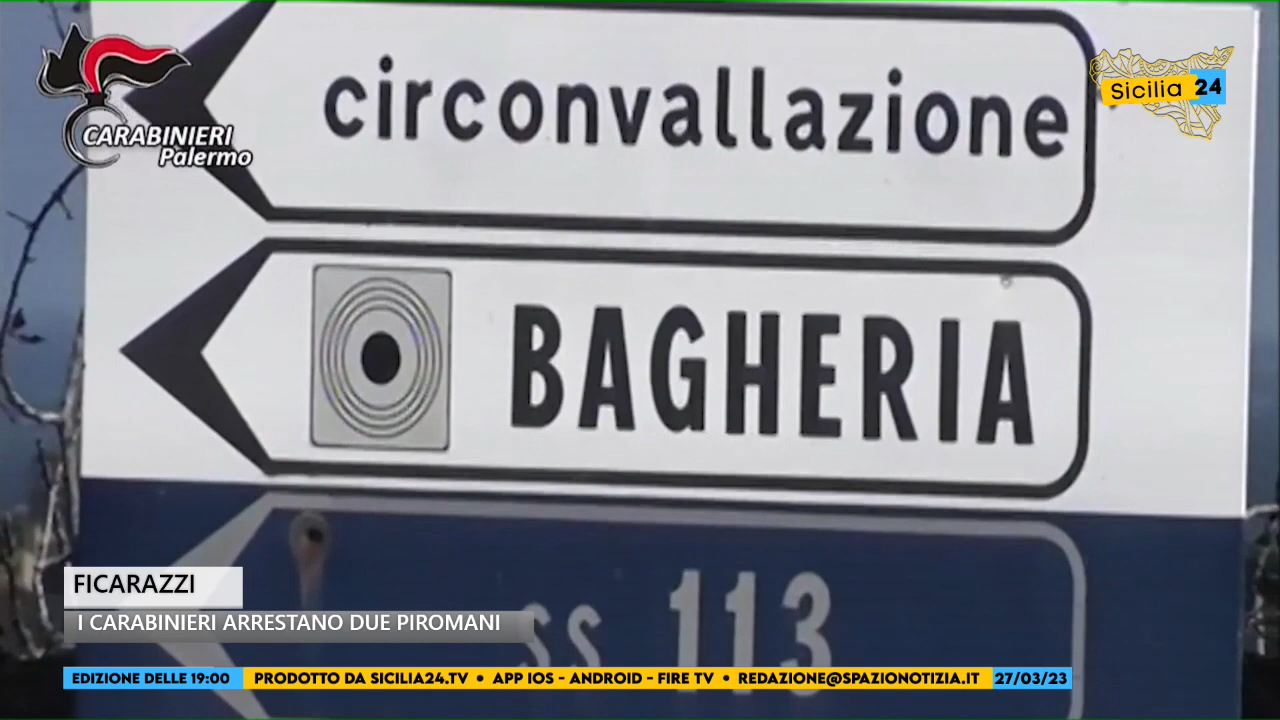 CARABINIERI
Palermo
Sicilia 24
circonvallazione
BAGHERIA
ss 113
FICARAZZI
I CARABINIERI ARRESTANO DUE PIROMANI
EDIZIONE DELLE 19:00 PRODOTTO DA SICILIA24.TV • APP IOS - ANDROID - FIRE TV • REDAZIONE@SPAZIONOTIZIA.IT 27/03/23